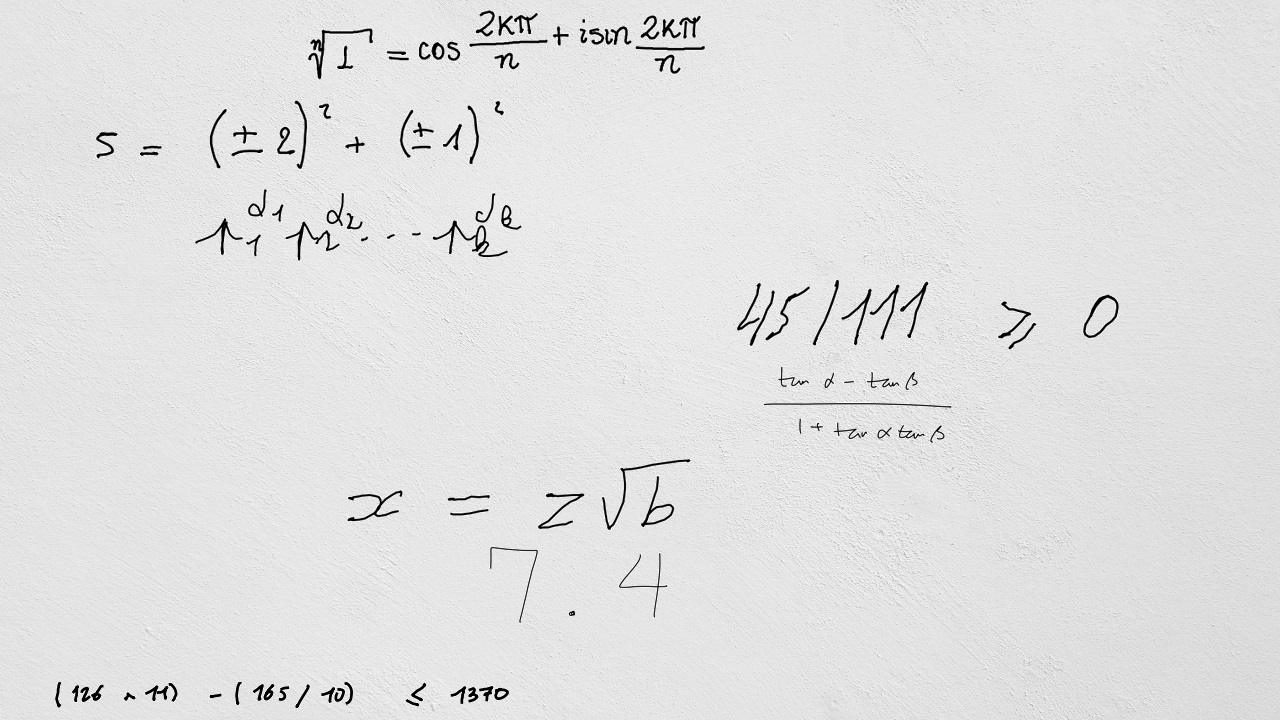 \sqrt[n]{1} = \cos \frac{2k\pi}{n} + i \sin \frac{2k\pi}{n}
5 = (\pm 2)^2 + (\pm 1)^2
p_1^{\alpha_1} p_2^{\alpha_2} \cdots p_k^{\alpha_k}
45 / 111 \geqslant 0
\frac{\tan \alpha - \tan \beta}{1 + \tan \alpha \tan \beta}
x = z \sqrt{b}
7.4
(126 \times 11) - (165 / 10) \leq 1370